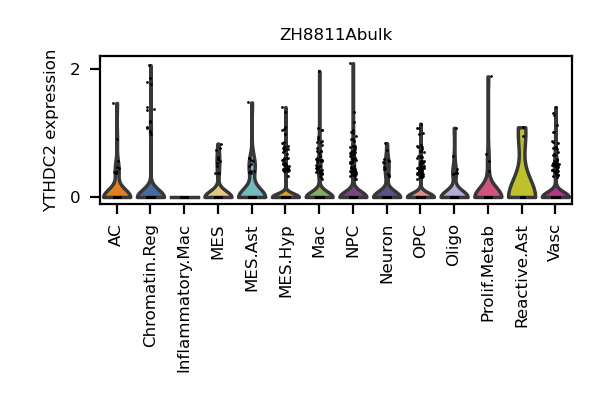 ZH8811Abulk
YTHDC2 expression
2
0
AC
Chromatin.Reg
Inflammatory.Mac
MES
MES.Ast
MES.Hyp
Mac
NPC
Neuron
OPC
Oligo
Prolif.Metab
Reactive.Ast
Vasc